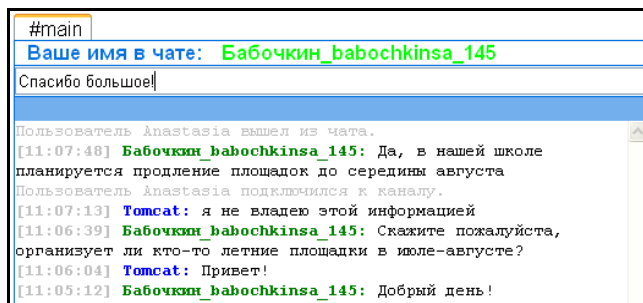 #main
Ваше имя в чате: Бабочкин_babochkinsa_145
Спасибо большое!
Пользователь Anastasia вышел из чата.
[11:07:48] Бабочкин_babochkinsa_145: Да, в нашей школе
планируется продление площадок до середины августа
Пользователь Anastasia подключился к каналу.
[11:07:13] Tomcat: я не владею этой информацией
[11:06:39] Бабочкин_babochkinsa_145: Скажите пожалуйста,
организует ли кто-то летние площадки в июле-августе?
[11:06:04] Tomcat: Привет!
[11:05:12] Бабочкин_babochkinsa_145: Добрый день!